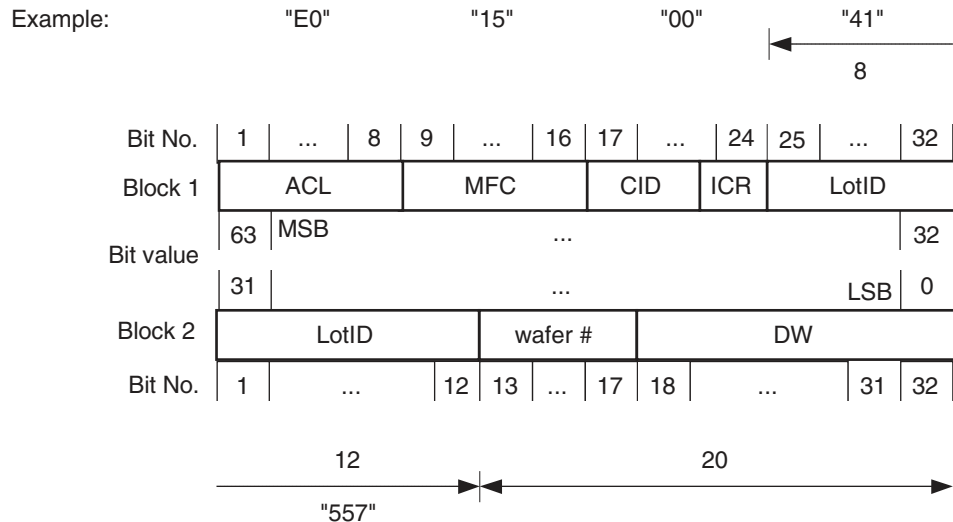 Example: "E0" "15" "00" "41"
8
Bit No. 1 ... 8 9 ... 16 17 ... 24 25 ... 32
Block 1 ACL MFC CID ICR LotID
63 MSB ... 32
Bit value
31 ... LSB 0
Block 2 LotID wafer # DW
Bit No. 1 ... 12 13 ... 17 18 ... 31 32
12 20
"557"